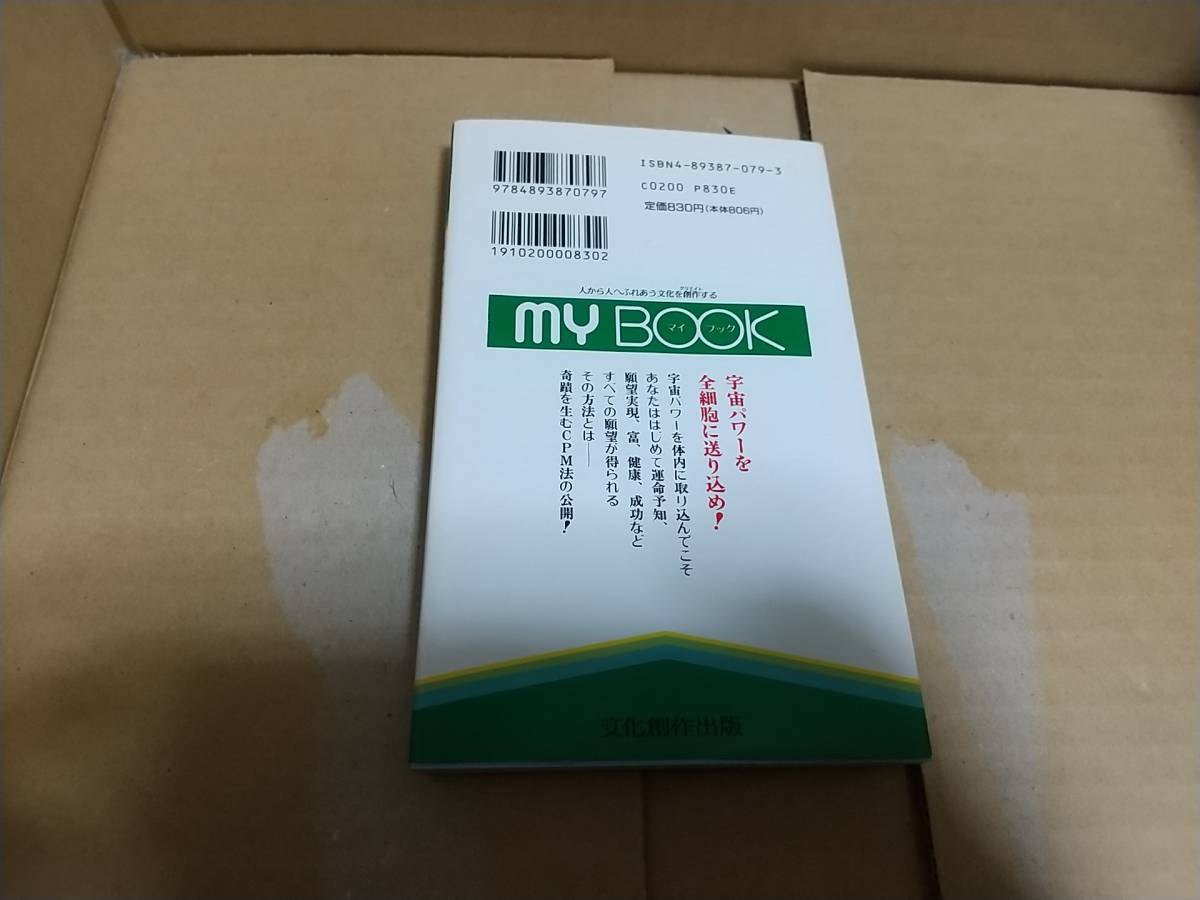 9784893870797
ISBN4-89387-079-3
C0200 P830E
定価830円(本体806円)
1910200008302
人から人へふれあう文化を創作する
クリエイト
my BOOK
マイ ブック
宇宙パワーを
全細胞に送り込め!
宇宙パワーを体内に取り込んでこそ
あなたははじめて運命予知、
願望実現、富、健康、成功など
すべての願望が得られる
その方法とは——
奇蹟を生むCPM法の公開!
文化創作出版